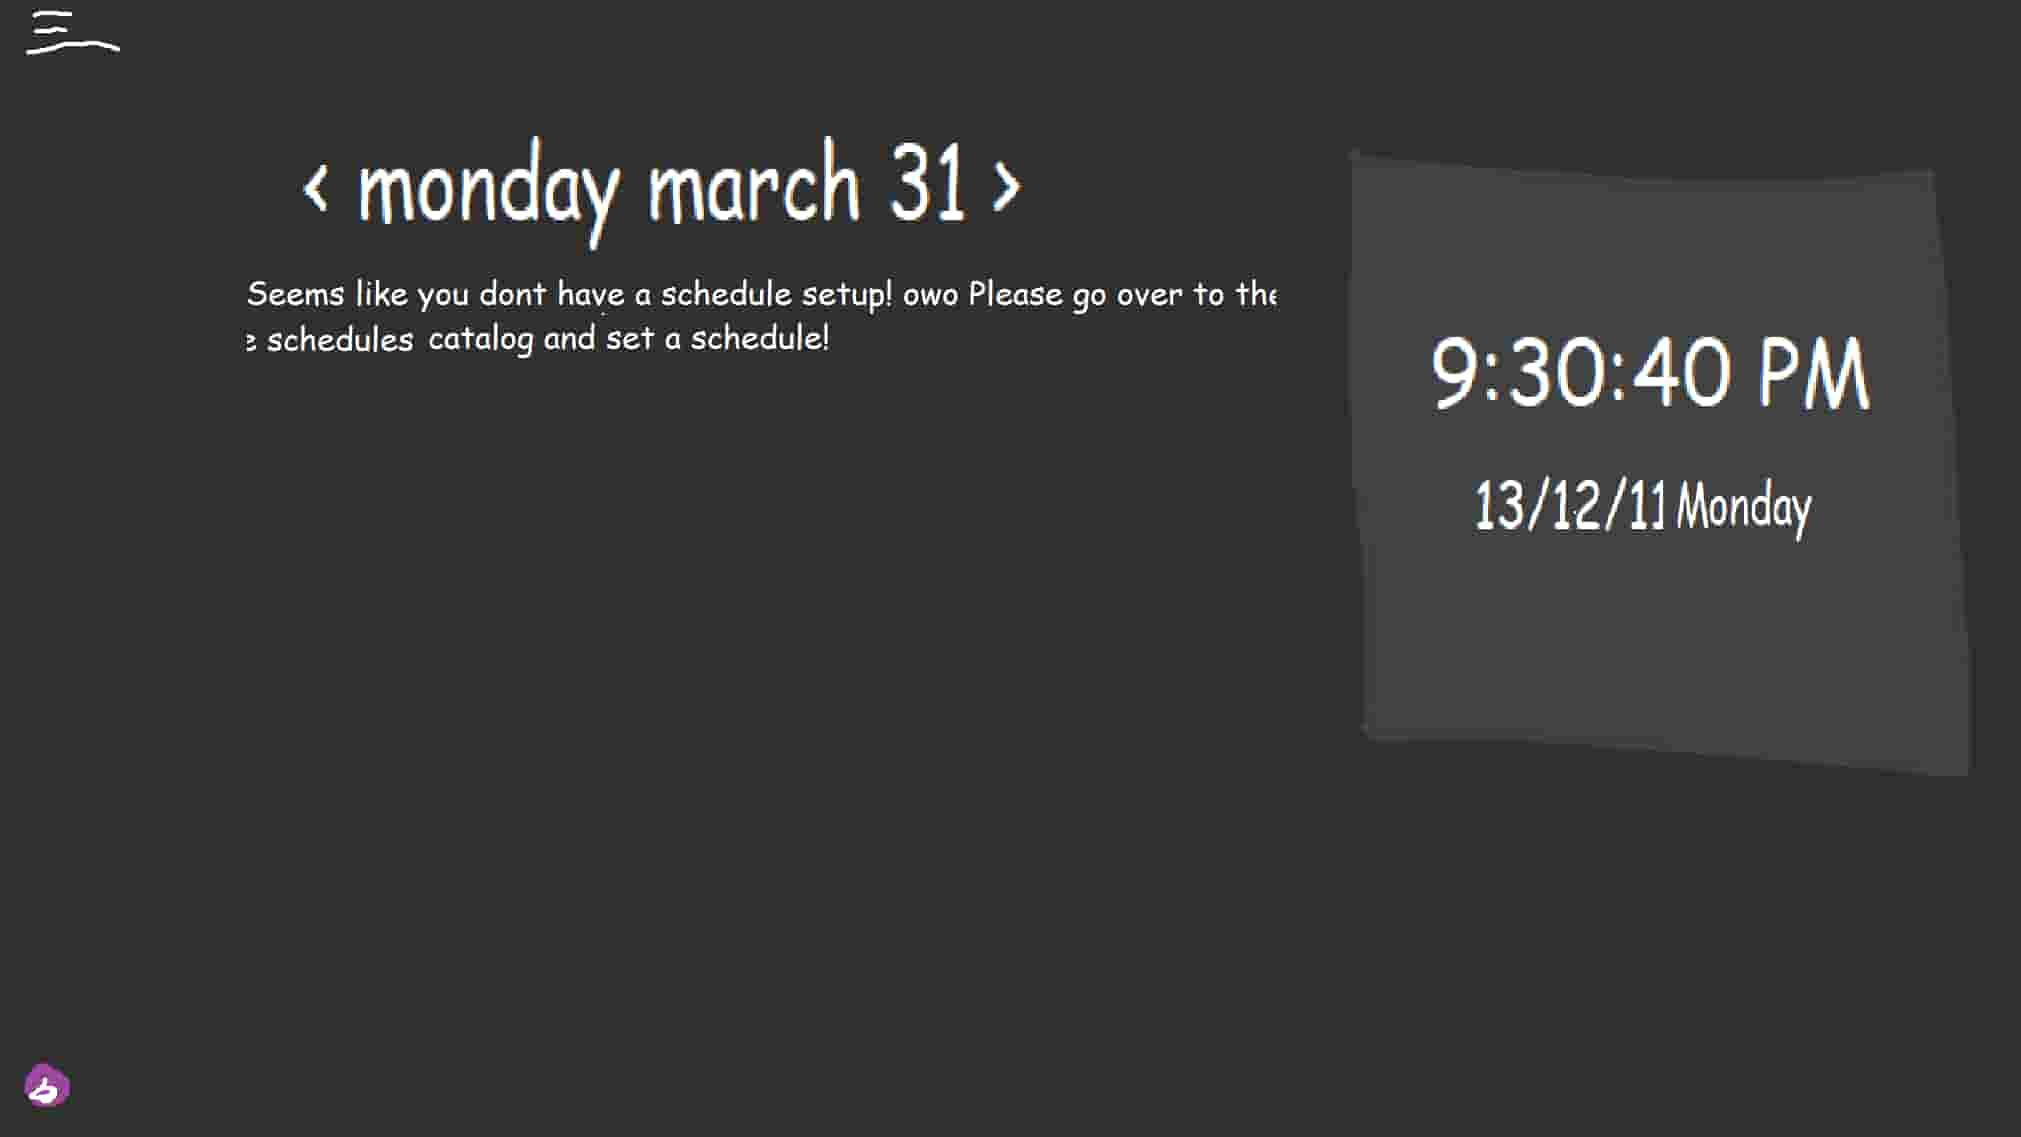 < monday march 31 >
Seems like you dont have a schedule setup! owo Please go over to the
e schedules catalog and set a schedule!
9:30:40 PM
13/12/11 Monday
b